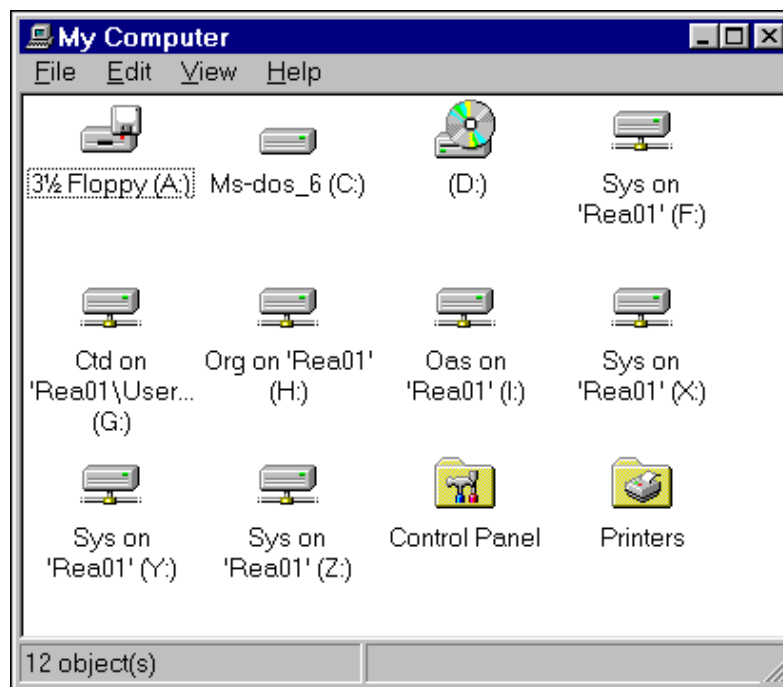 My Computer
File Edit View Help
3½ Floppy (A:) Ms-dos_6 (C:) (D:) Sys on
'Rea01' (F:)
Ctd on Org on 'Rea01' Oas on Sys on
'Rea01\User... (H:) 'Rea01' (I:) 'Rea01' (X:)
(G:)
Sys on Sys on Control Panel Printers
'Rea01' (Y:) 'Rea01' (Z:)
12 object(s)